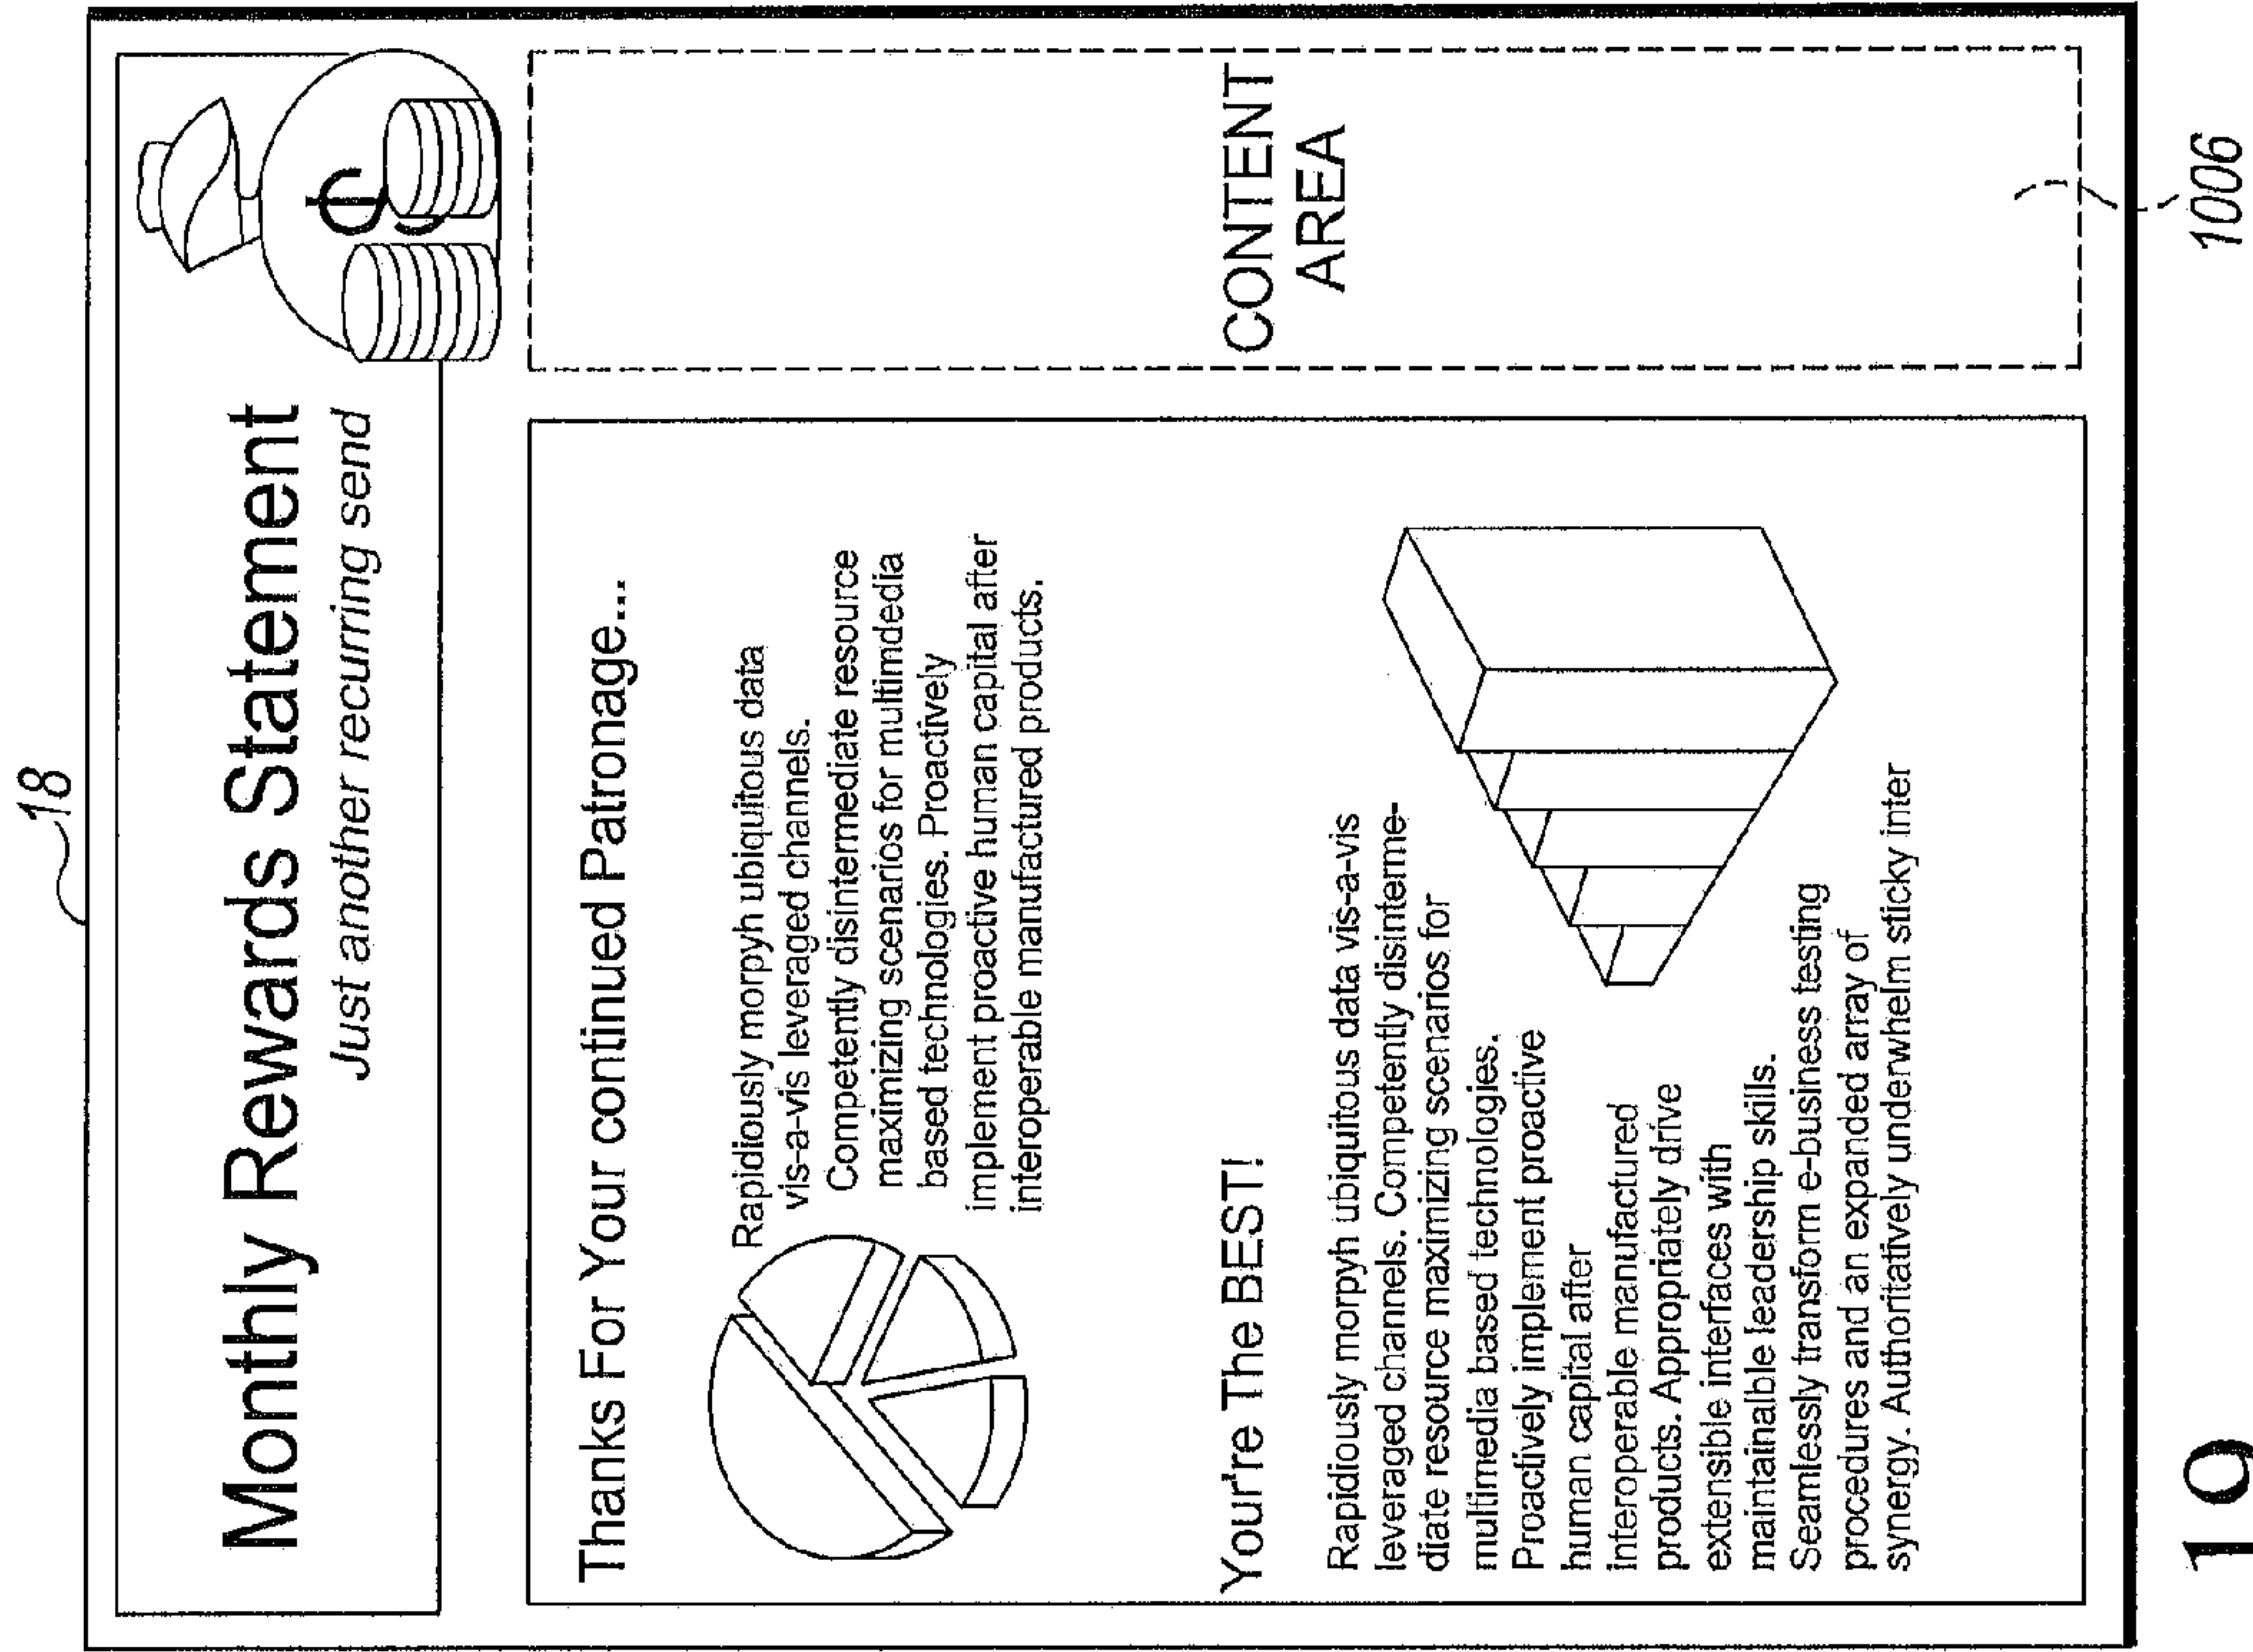 18
Monthly Rewards Statement
Just another recurring send
$
Thanks For Your continued Patronage...
Rapidiously morpyh ubiquitous data
vis-a-vis leveraged channels.
Competently disintermediate resource
maximizing scenarios for multimdedia
based technologies. Proactively
implement proactive human capital after
interoperable manufactured products.
Your're The BEST!
Rapidiously morpyh ubiquitous data vis-a-vis
leveraged channels. Competently disinterme-
diate resource maximizing scenarios for
multimedia based technologies.
Proactively implement proactive
human capital after
interoperable manufactured
products. Appropriately drive
extensible interfaces with
maintainalble leadership skills.
Seamlessly transform e-business testing
procedures and an expanded array of
synergy. Authoritatively underwhelm sticky inter
CONTENT
AREA
1006
19